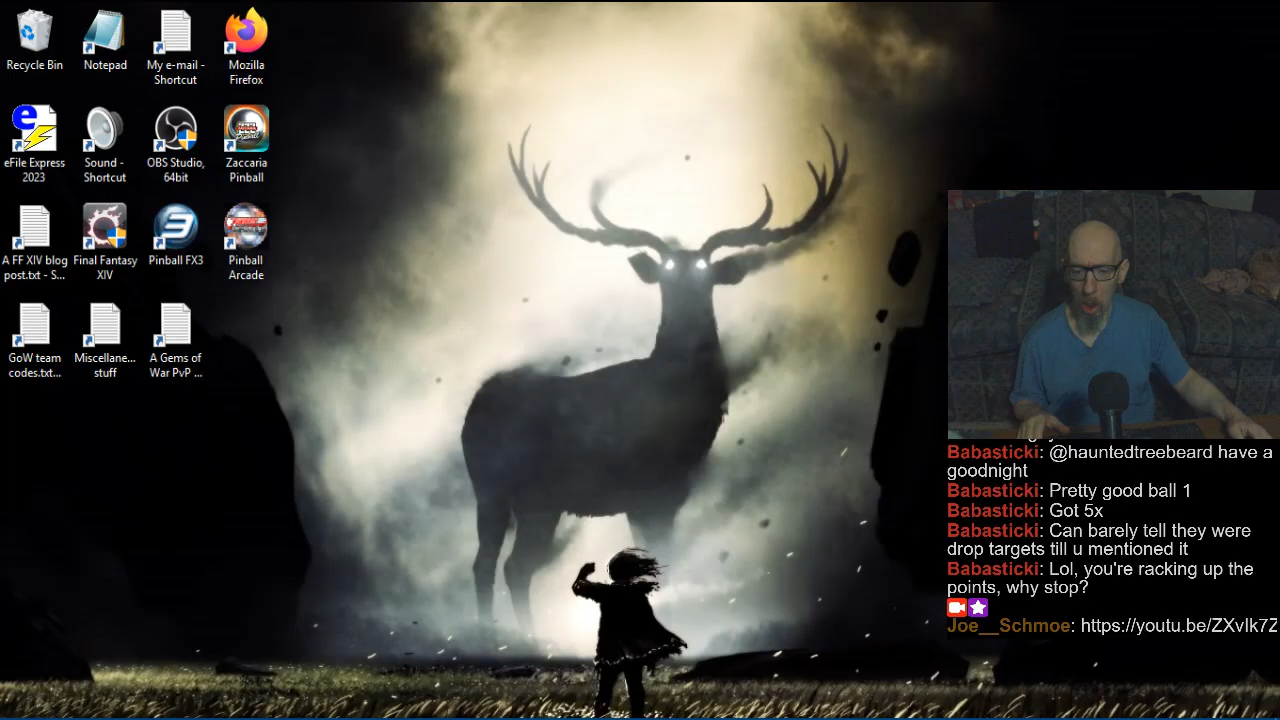 Recycle Bin
Notepad
My e-mail -
Shortcut
Mozilla
Firefox
eFile Express
2023
Sound -
Shortcut
OBS Studio,
64bit
Zaccaria
Pinball
A FF XIV blog
post.txt - S...
Final Fantasy
XIV
Pinball FX3
Pinball
Arcade
GoW team
codes.txt...
Miscellane...
stuff
A Gems of
War PvP ...
Babasticki: @hauntedtreebeard have a
goodnight
Babasticki: Pretty good ball 1
Babasticki: Got 5x
Babasticki: Can barely tell they were
drop targets till u mentioned it
Babasticki: Lol, you're racking up the
points, why stop?
Joe__Schmoe: https://youtu.be/ZXvIk7Z